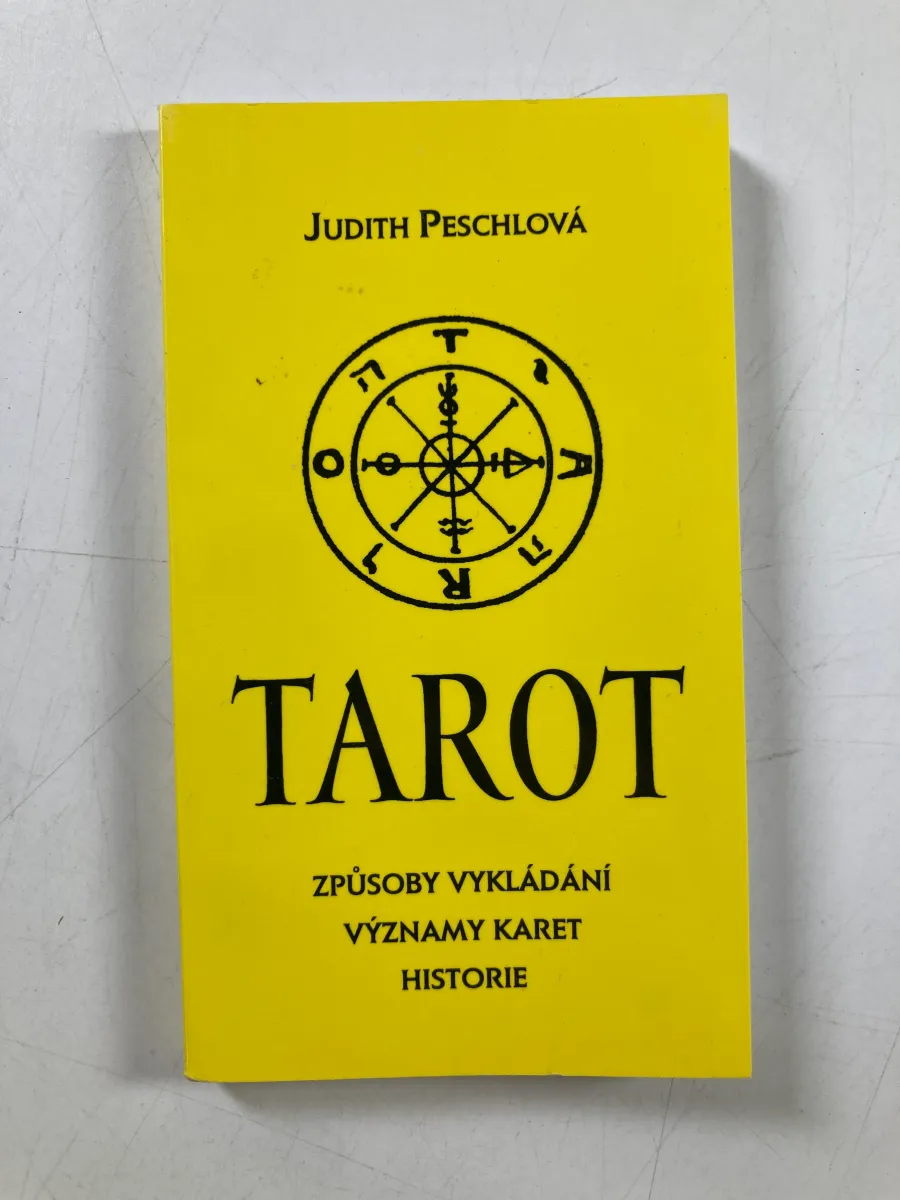 JUDITH PESCHLOVÁ
T
י
A
ה
R
ו
O
ה
TAROT
ZPŮSOBY VYKLÁDÁNÍ
VÝZNAMY KARET
HISTORIE